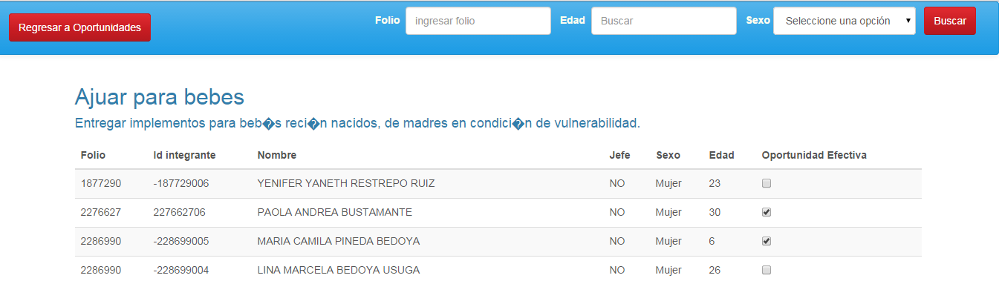 Regresar a Oportunidades Folio ingresar folio Edad Buscar Sexo Seleccione una opción Buscar
Ajuar para bebes
Entregar implementos para beb�s reci�n nacidos, de madres en condici�n de vulnerabilidad.
Folio Id integrante Nombre Jefe Sexo Edad Oportunidad Efectiva
1877290 -187729006 YENIFER YANETH RESTREPO RUIZ NO Mujer 23
2276627 227662706 PAOLA ANDREA BUSTAMANTE NO Mujer 30
2286990 -228699005 MARIA CAMILA PINEDA BEDOYA NO Mujer 6
2286990 -228699004 LINA MARCELA BEDOYA USUGA NO Mujer 26